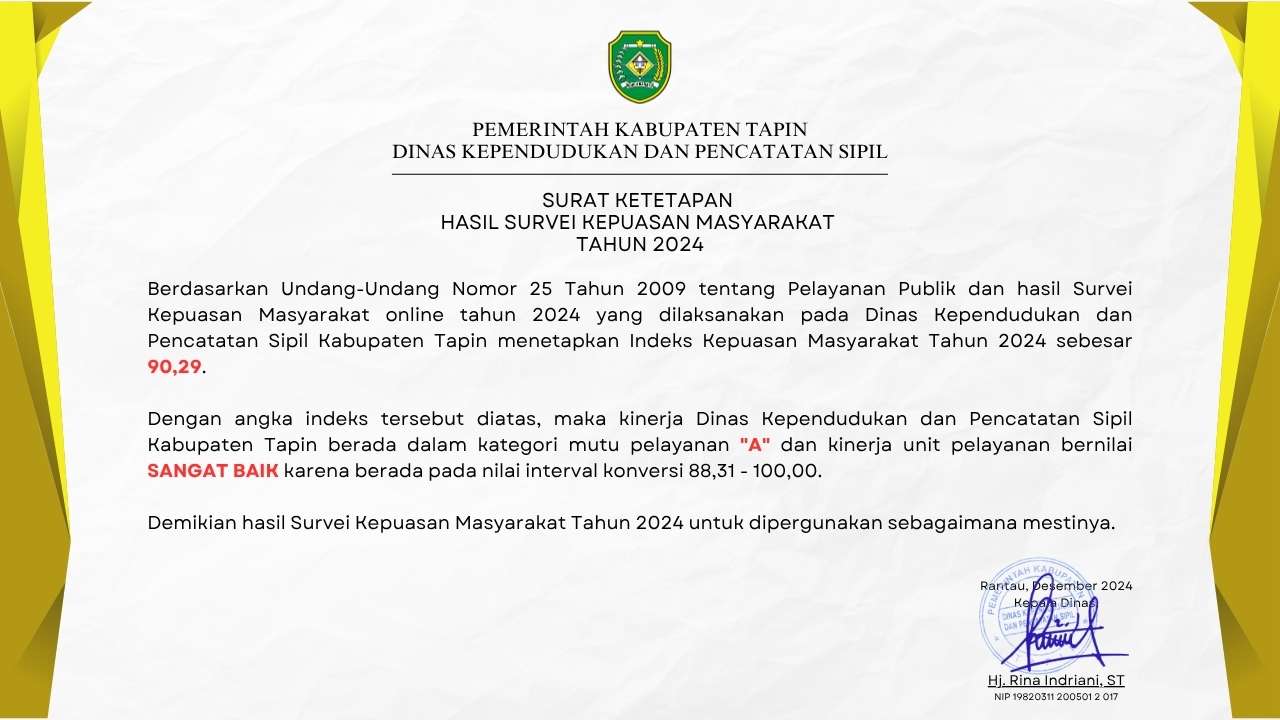 PEMERINTAH KABUPATEN TAPIN
DINAS KEPENDUDUKAN DAN PENCATATAN SIPIL
SURAT KETETAPAN
HASIL SURVEI KEPUASAN MASYARAKAT
TAHUN 2024
Berdasarkan Undang-Undang Nomor 25 Tahun 2009 tentang Pelayanan Publik dan hasil Survei
Kepuasan Masyarakat online tahun 2024 yang dilaksanakan pada Dinas Kependudukan dan
Pencatatan Sipil Kabupaten Tapin menetapkan Indeks Kepuasan Masyarakat Tahun 2024 sebesar
90,29.
Dengan angka indeks tersebut diatas, maka kinerja Dinas Kependudukan dan Pencatatan Sipil
Kabupaten Tapin berada dalam kategori mutu pelayanan "A" dan kinerja unit pelayanan bernilai
SANGAT BAIK karena berada pada nilai interval konversi 88,31 - 100,00.
Demikian hasil Survei Kepuasan Masyarakat Tahun 2024 untuk dipergunakan sebagaimana mestinya.
Rantau, Desember 2024
Kepala Dinas
PEMERINTAH KABUPATEN
DINAS
DAN SIPIL
Hj. Rina Indriani, ST
NIP 19820311 200501 2 017